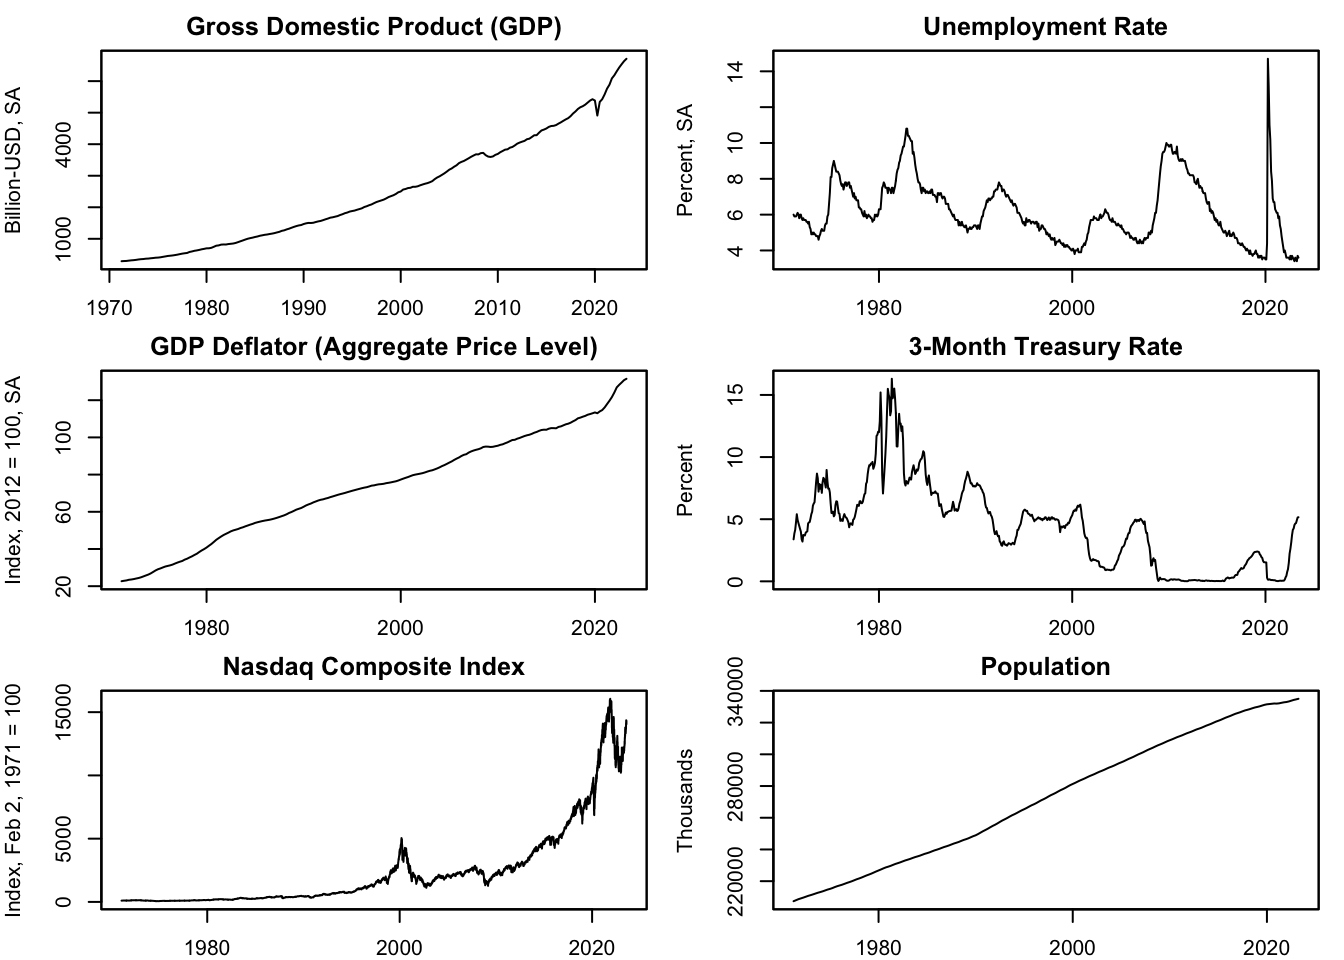 Gross Domestic Product (GDP)
Billion-USD, SA
4000
1000
1970 1980 1990 2000 2010 2020
Unemployment Rate
Percent, SA
14
10
8
6
4
1980 2000 2020
GDP Deflator (Aggregate Price Level)
Index, 2012 = 100, SA
100
60
20
1980 2000 2020
3-Month Treasury Rate
Percent
15
10
5
0
1980 2000 2020
Nasdaq Composite Index
Index, Feb 2, 1971 = 100
15000
5000
0
1980 2000 2020
Population
Thousands
340000
280000
220000
1980 2000 2020